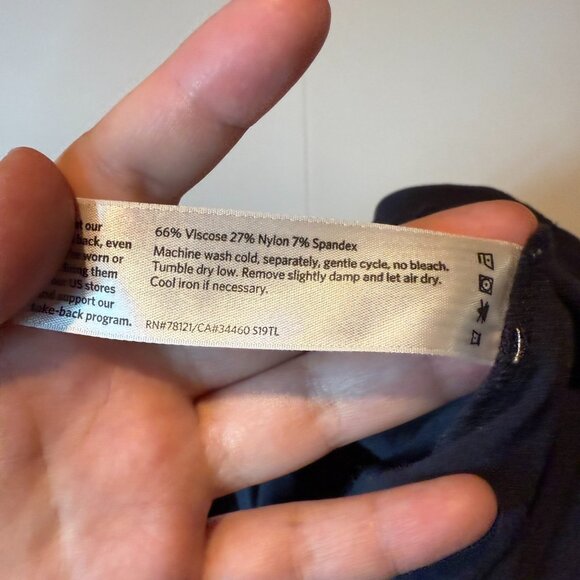 our
back, even
worn or
them
US stores
support our
take-back program.
66% Viscose 27% Nylon 7% Spandex
Machine wash cold, separately, gentle cycle, no bleach.
Tumble dry low. Remove slightly damp and let air dry.
Cool iron if necessary.
RN#78121/CA#34460 S19TL